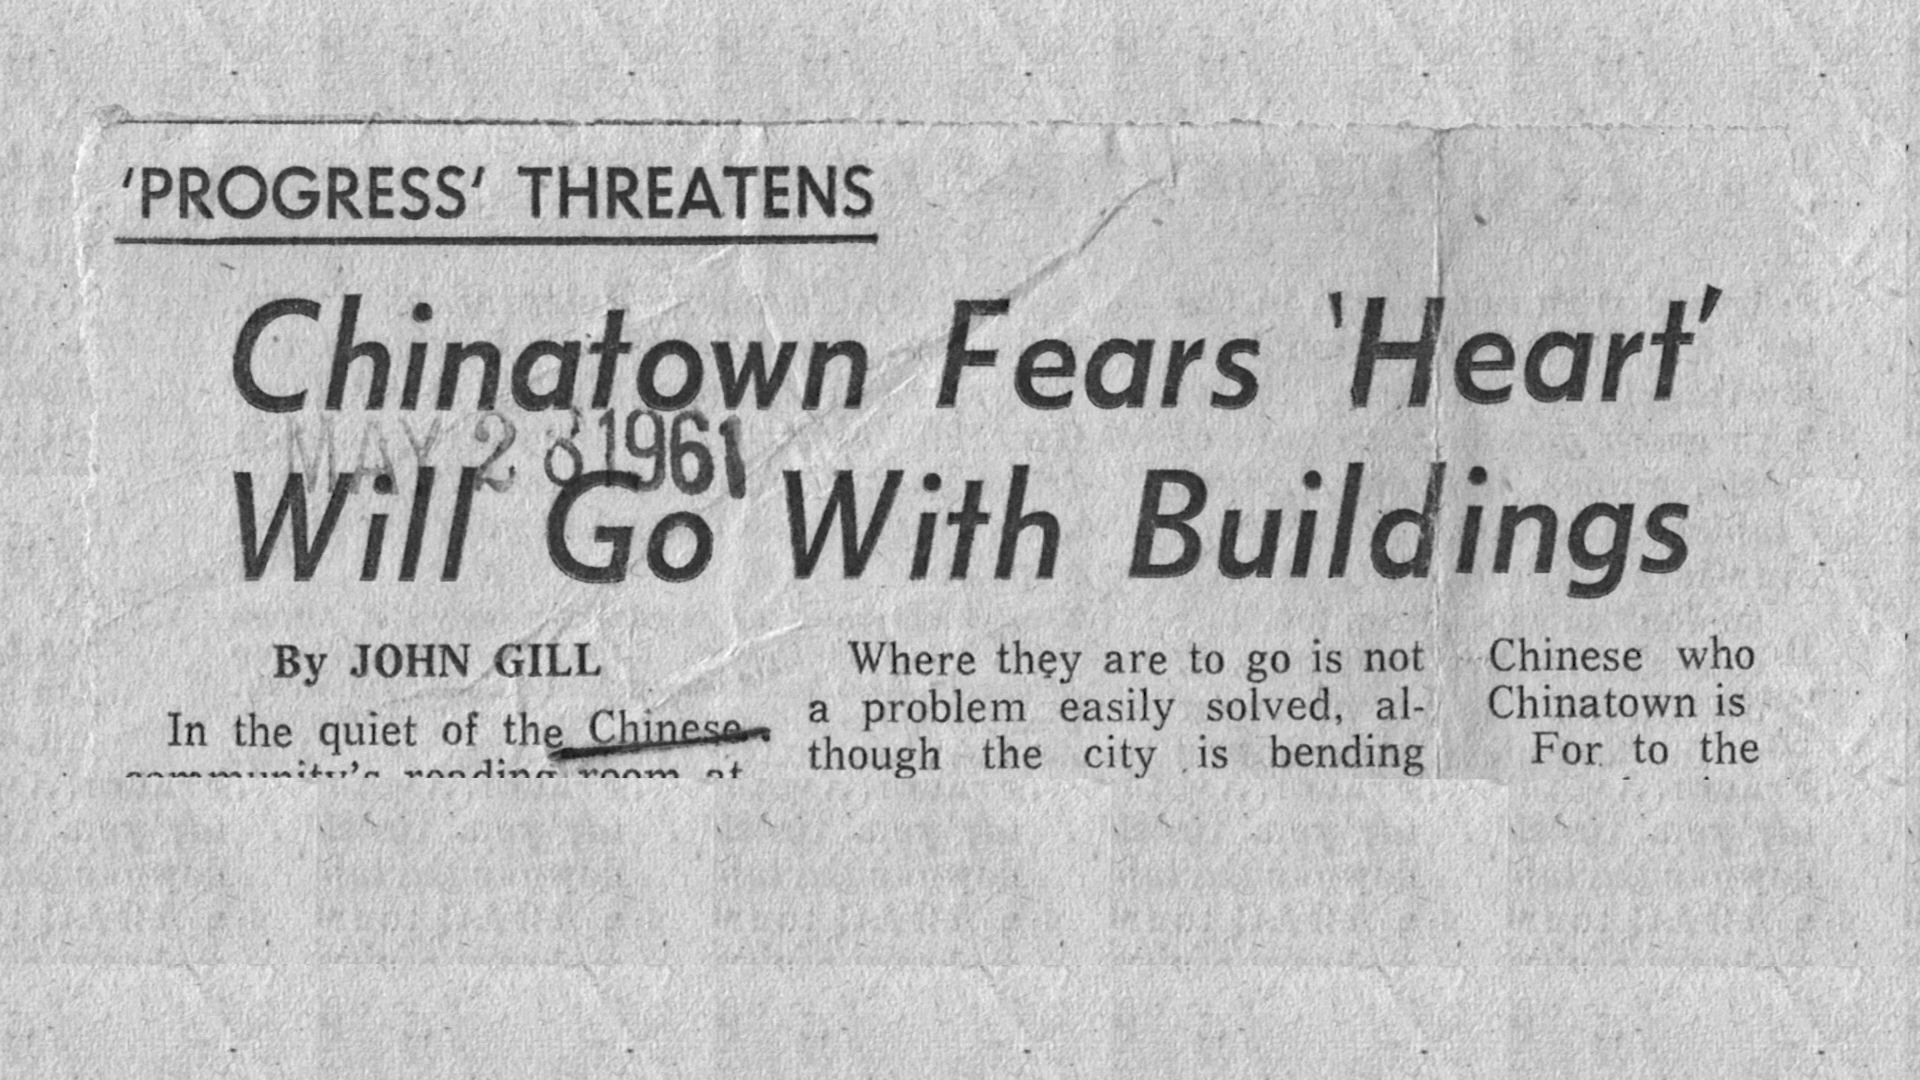 'PROGRESS' THREATENS
Chinatown Fears 'Heart'
MAY 2 8 1961
Will Go With Buildings
By JOHN GILL
In the quiet of the Chinese
community's reading room at
Where they are to go is not
a problem easily solved, al-
though the city is bending
Chinese who
Chinatown is
For to the